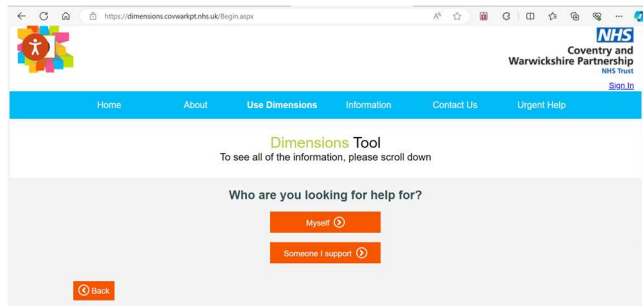 https://dimensions.covwarkpt.nhs.uk/Begin.aspx
NHS
Coventry and
Warwickshire Partnership
NHS Trust
Sign In
Home About Use Dimensions Information Contact Us Urgent Help
Dimensions Tool
To see all of the information, please scroll down
Who are you looking for help for?
Myself
Someone I support
Back